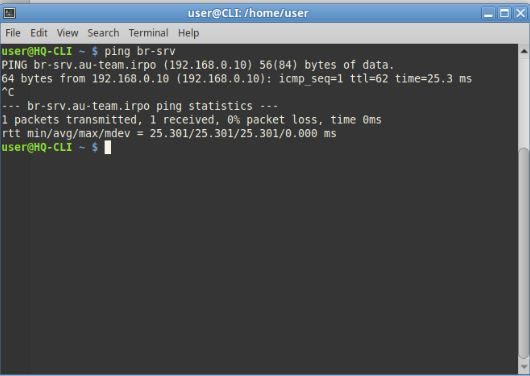 user@CLI: /home/user
File Edit View Search Terminal Help
user@HQ-CLI ~ $ ping br-srv
PING br-srv.au-team.irpo (192.168.0.10) 56(84) bytes of data.
64 bytes from 192.168.0.10 (192.168.0.10): icmp_seq=1 ttl=62 time=25.3 ms
^C
--- br-srv.au-team.irpo ping statistics ---
1 packets transmitted, 1 received, 0% packet loss, time 0ms
rtt min/avg/max/mdev = 25.301/25.301/25.301/0.000 ms
user@HQ-CLI ~ $